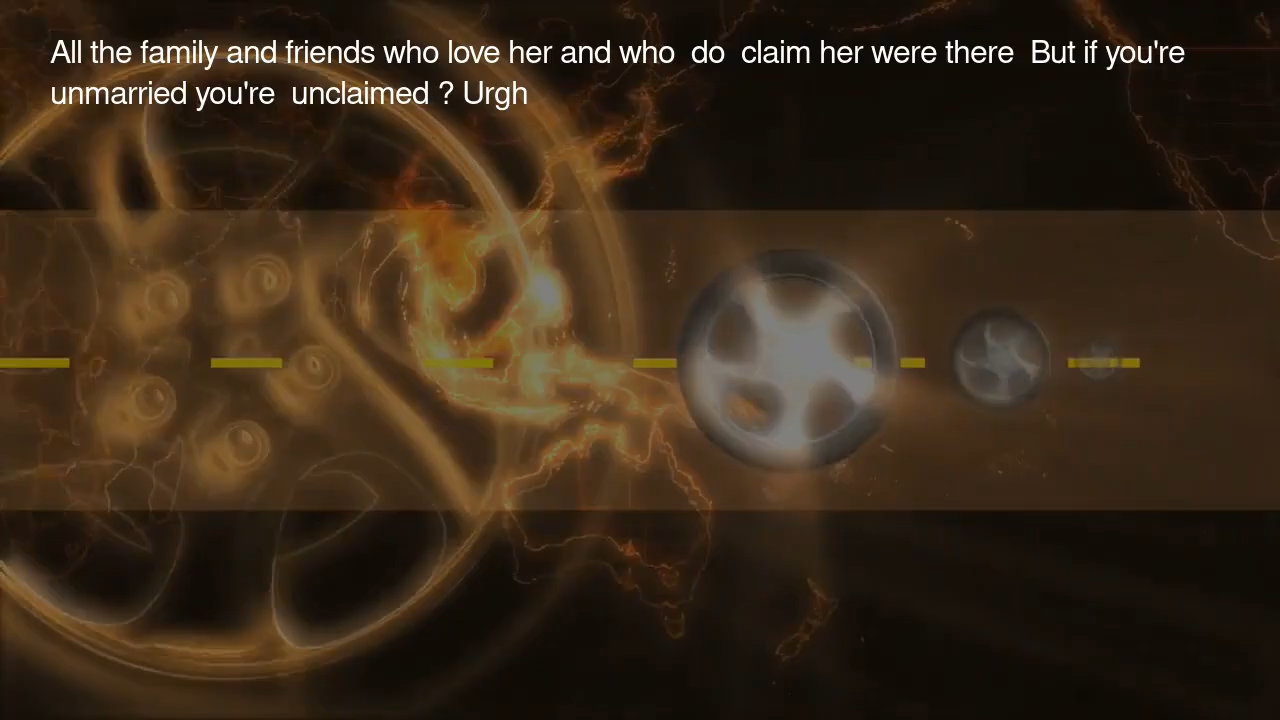 All the family and friends who love her and who  do  claim her were there  But if you're
unmarried you're  unclaimed ? Urgh